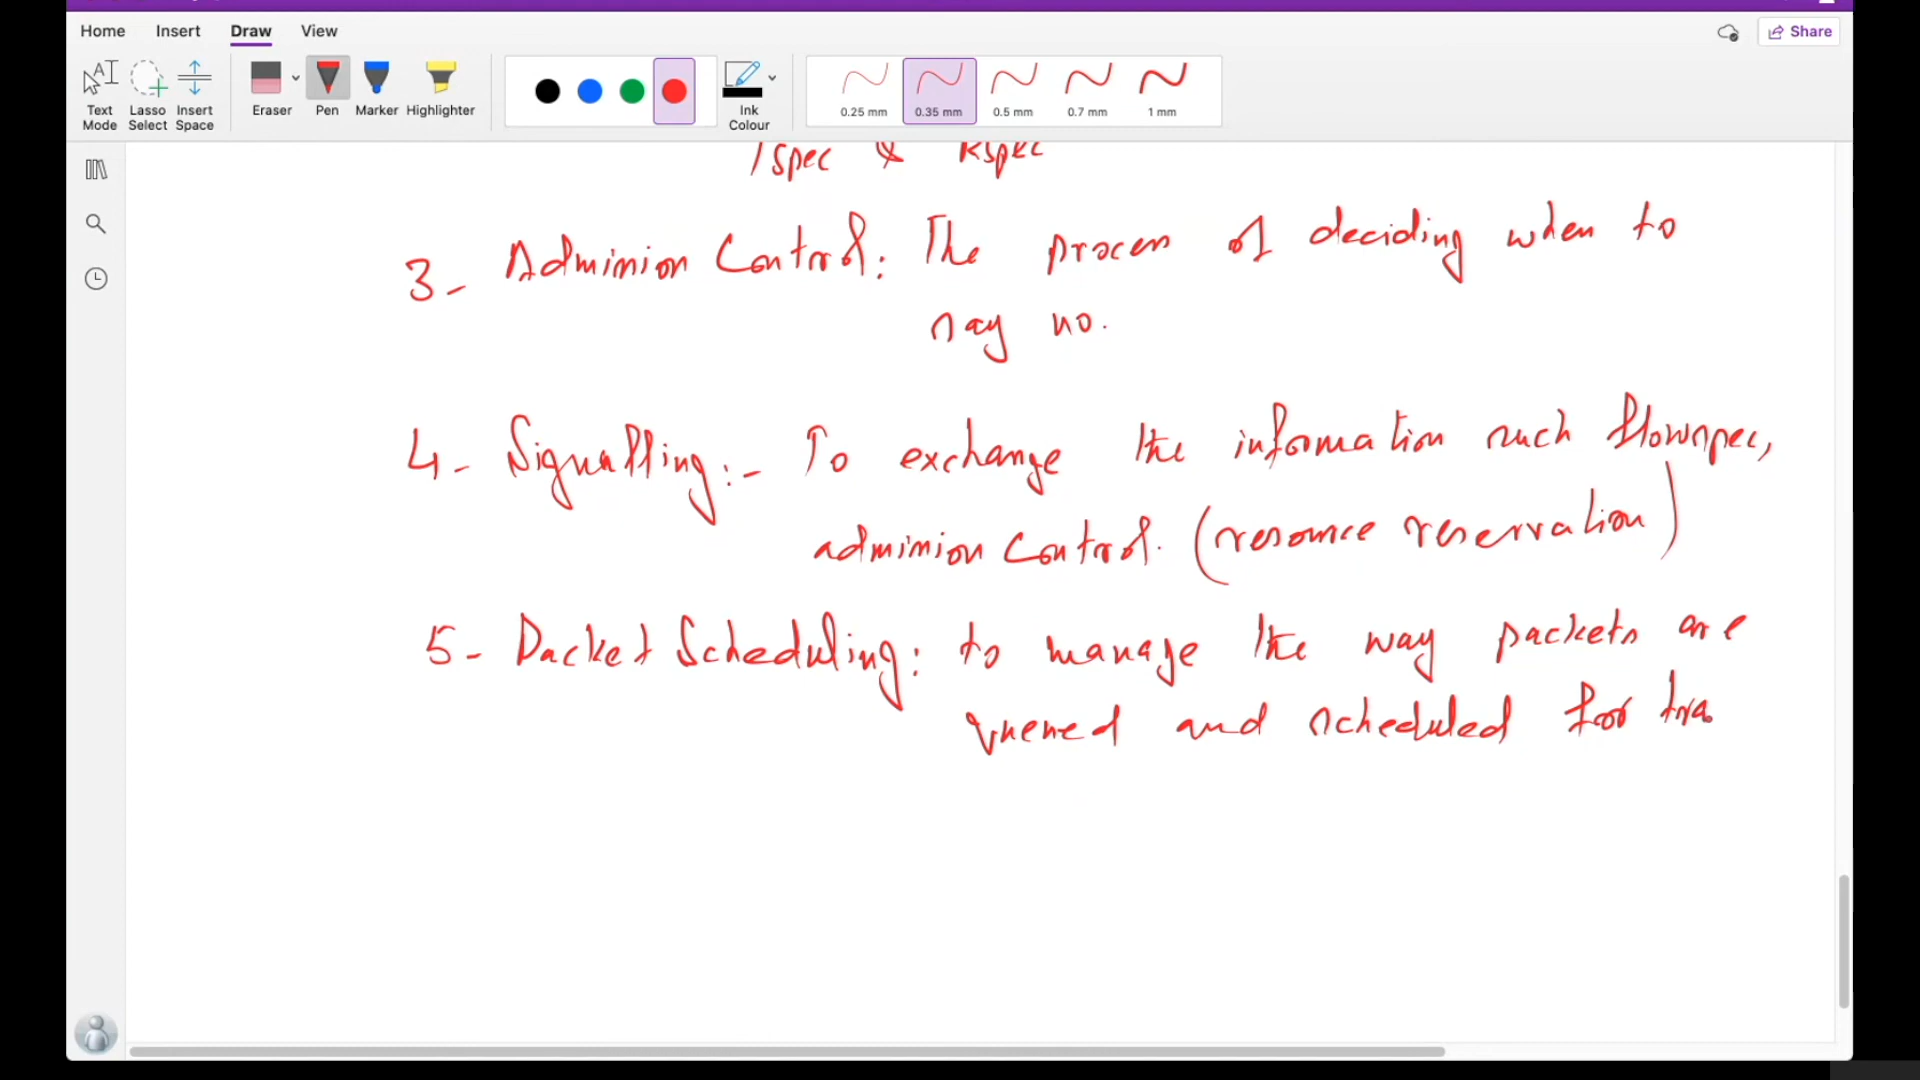 Home Insert Draw View Share
Text Mode Lasso Select Insert Space Eraser Pen Marker Highlighter Ink Colour 0.25 mm 0.35 mm 0.5 mm 0.7 mm 1 mm
Tspec & Rspec
3- Admission Control: The process of deciding when to
say no.
4- Signalling:- To exchange the information such flowspec,
admission control. (resource reservation)
5- Packet Scheduling: to manage the way packets are
queued and scheduled for tra